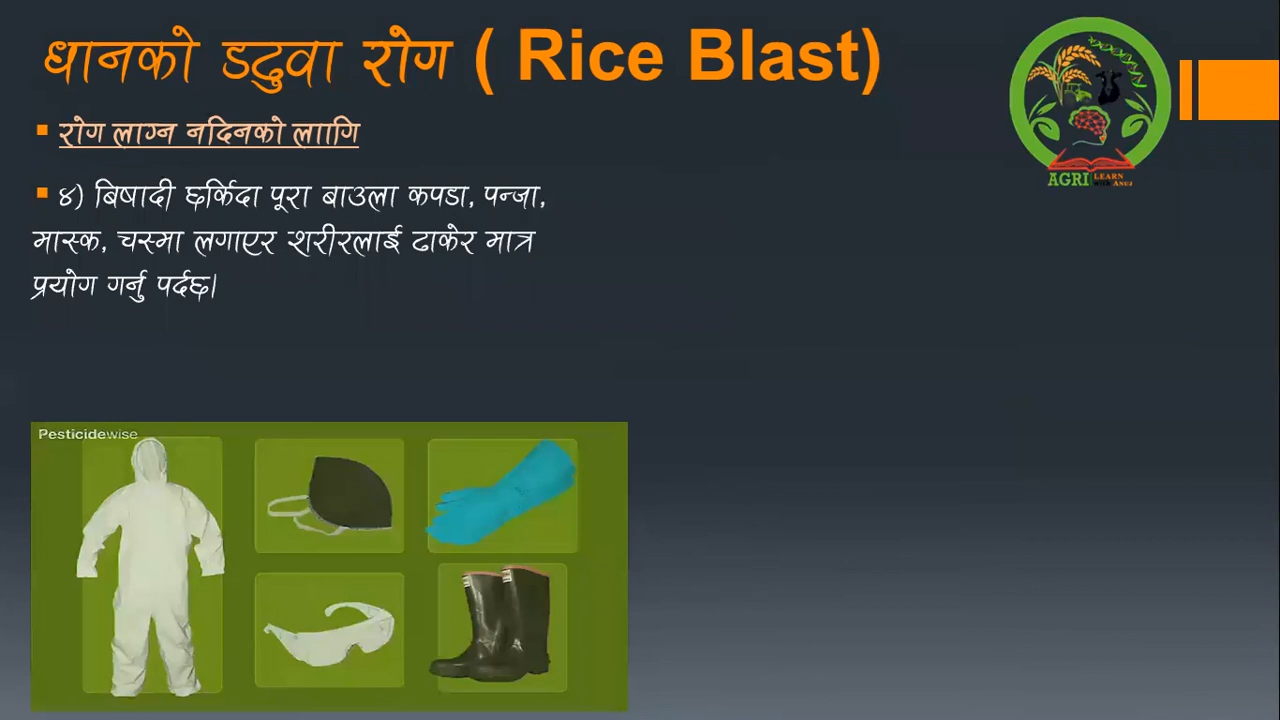 धानको डढुवा रोग ( Rice Blast)
रोग लाग्न नदिनको लाागि
४) बिषादी छर्किदा पूरा बाउला कपडा, पन्जा,
मास्क, चस्मा लगाएर शरीरलाई ढाकेर मात्र
प्रयोग गर्नु पर्दछ।
AGRI LEARN with ANUJ
Pesticidewise